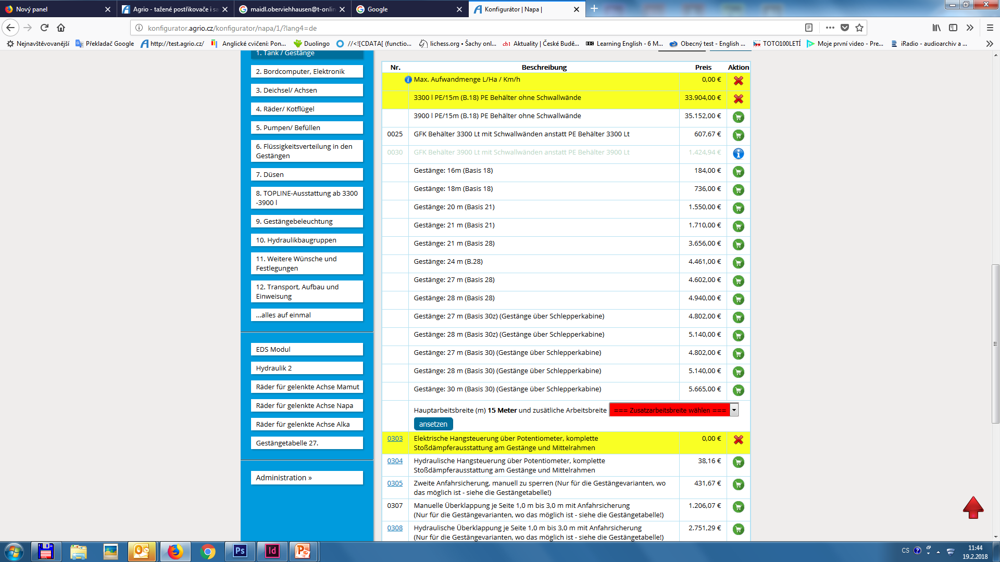 Nový panel
Agrio - tažené postřikovače i sa
maidl.oberviehhausen@t-onlin
Google
Konfigurátor | Napa |
konfigurator.agrio.cz/konfigurator/napa/1/?lang4=de
Nejnavštěvovanější
Překladač Google
http://test.agrio.cz/
Anglické cvičení: Pon...
Duolingo
//<![CDATA[ (functio...
lichess.org • Šachy onl...
cb1 Aktuality | České Budě...
BBC Learning English - 6 M...
Obecný test - English ...
TOTO100LETÍ
Moje první video - Pre...
iRadio - audioarchiv a ...
1. Tank / Gestänge
2. Bordcomputer, Elektronik
3. Deichsel/ Achsen
4. Räder/ Kotflügel
5. Pumpen/ Befüllen
6. Flüssigkeitsverteilung in den
Gestängen
7. Düsen
8. TOPLINE-Ausstattung ab 3300
-3900 l
9. Gestängebeleuchtung
10. Hydraulikbaugruppen
11. Weitere Wünsche und
Festlegungen
12. Transport, Aufbau und
Einweisung
...alles auf einmal
EDS Modul
Hydraulik 2
Räder für gelenkte Achse Mamut
Räder für gelenkte Achse Napa
Räder für gelenkte Achse Alka
Gestängetabelle 27.
Administration »
Nr. Beschreibung Preis Aktion
Max. Aufwandmenge L/Ha / Km/h 0,00 €
3300 l PE/15m (B.18) PE Behälter ohne Schwallwände 33.904,00 €
3900 l PE/15m (B.18) PE Behälter ohne Schwallwände 35.152,00 €
0025 GFK Behälter 3300 Lt mit Schwallwänden anstatt PE Behälter 3300 Lt 607,67 €
0030 GFK Behälter 3900 Lt mit Schwallwänden anstatt PE Behälter 3900 Lt 1.424,94 €
Gestänge: 16m (Basis 18) 184,00 €
Gestänge: 18m (Basis 18) 736,00 €
Gestänge: 20 m (Basis 21) 1.550,00 €
Gestänge: 21 m (Basis 21) 1.710,00 €
Gestänge: 21 m (Basis 28) 3.656,00 €
Gestänge: 24 m (B.28) 4.461,00 €
Gestänge: 27 m (Basis 28) 4.602,00 €
Gestänge: 28 m (Basis 28) 4.940,00 €
Gestänge: 27 m (Basis 30z) (Gestänge über Schlepperkabine) 4.802,00 €
Gestänge: 28 m (Basis 30z) (Gestänge über Schlepperkabine) 5.140,00 €
Gestänge: 27 m (Basis 30) (Gestänge über Schlepperkabine) 4.802,00 €
Gestänge: 28 m (Basis 30) (Gestänge über Schlepperkabine) 5.140,00 €
Gestänge: 30 m (Basis 30) (Gestänge über Schlepperkabine) 5.665,00 €
Hauptarbeitsbreite (m) 15 Meter und zusätliche Arbeitsbreite === Zusatzarbeitsbreite wählen ===
ansetzen
0303 Elektrische Hangsteuerung über Potentiometer, komplette 0,00 €
Stoßdämpferausstattung am Gestänge und Mittelrahmen
0304 Hydraulische Hangsteuerung über Potentiometer, komplette 38,16 €
Stoßdämpferausstattung am Gestänge und Mittelrahmen
0305 Zweite Anfahrsicherung, manuell zu sperren (Nur für die Gestängevarianten, wo 431,67 €
das möglich ist - siehe die Gestängetabelle!)
0307 Manuelle Überklappung je Seite 1,0 m bis 3,0 m mit Anfahrsicherung 1.206,07 €
(Nur für die Gestängevarianten, wo das möglich ist - siehe die Gestängetabelle!)
0308 Hydraulische Überklappung je Seite 1,0 m bis 3,0 m mit Anfahrsicherung 2.751,29 €
(Nur für die Gestängevarianten, wo das möglich ist - siehe die Gestängetabelle!)
Ps
Id
CS
11:44
19.2.2018